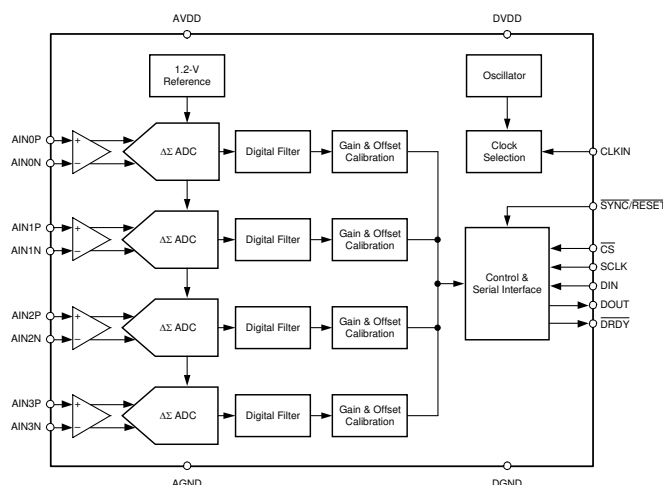 AVDD
DVDD
1.2-V
Reference
Oscillator
AIN0P
+
ΔΣ ADC
Digital Filter
Gain & Offset
Calibration
Clock
Selection
CLKIN
AIN0N
−
SYNC/RESET
AIN1P
+
ΔΣ ADC
Digital Filter
Gain & Offset
Calibration
AIN1N
−
CS
SCLK
Control &
Serial Interface
DIN
DOUT
DRDY
AIN2P
+
ΔΣ ADC
Digital Filter
Gain & Offset
Calibration
AIN2N
−
AIN3P
+
ΔΣ ADC
Digital Filter
Gain & Offset
Calibration
AIN3N
−
AGND
DGND